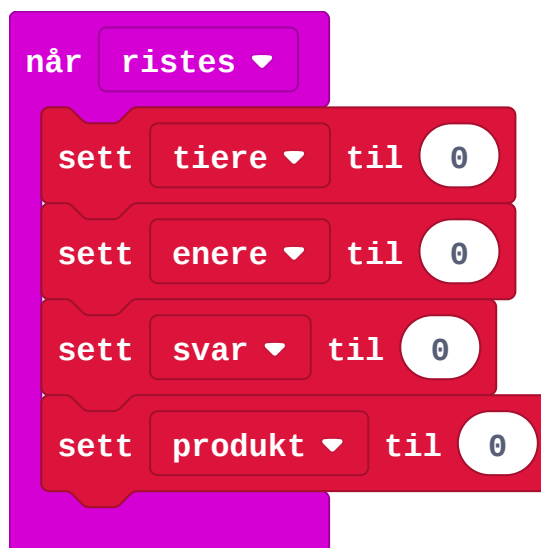 når ristes
sett tiere til 0
sett enere til 0
sett svar til 0
sett produkt til 0